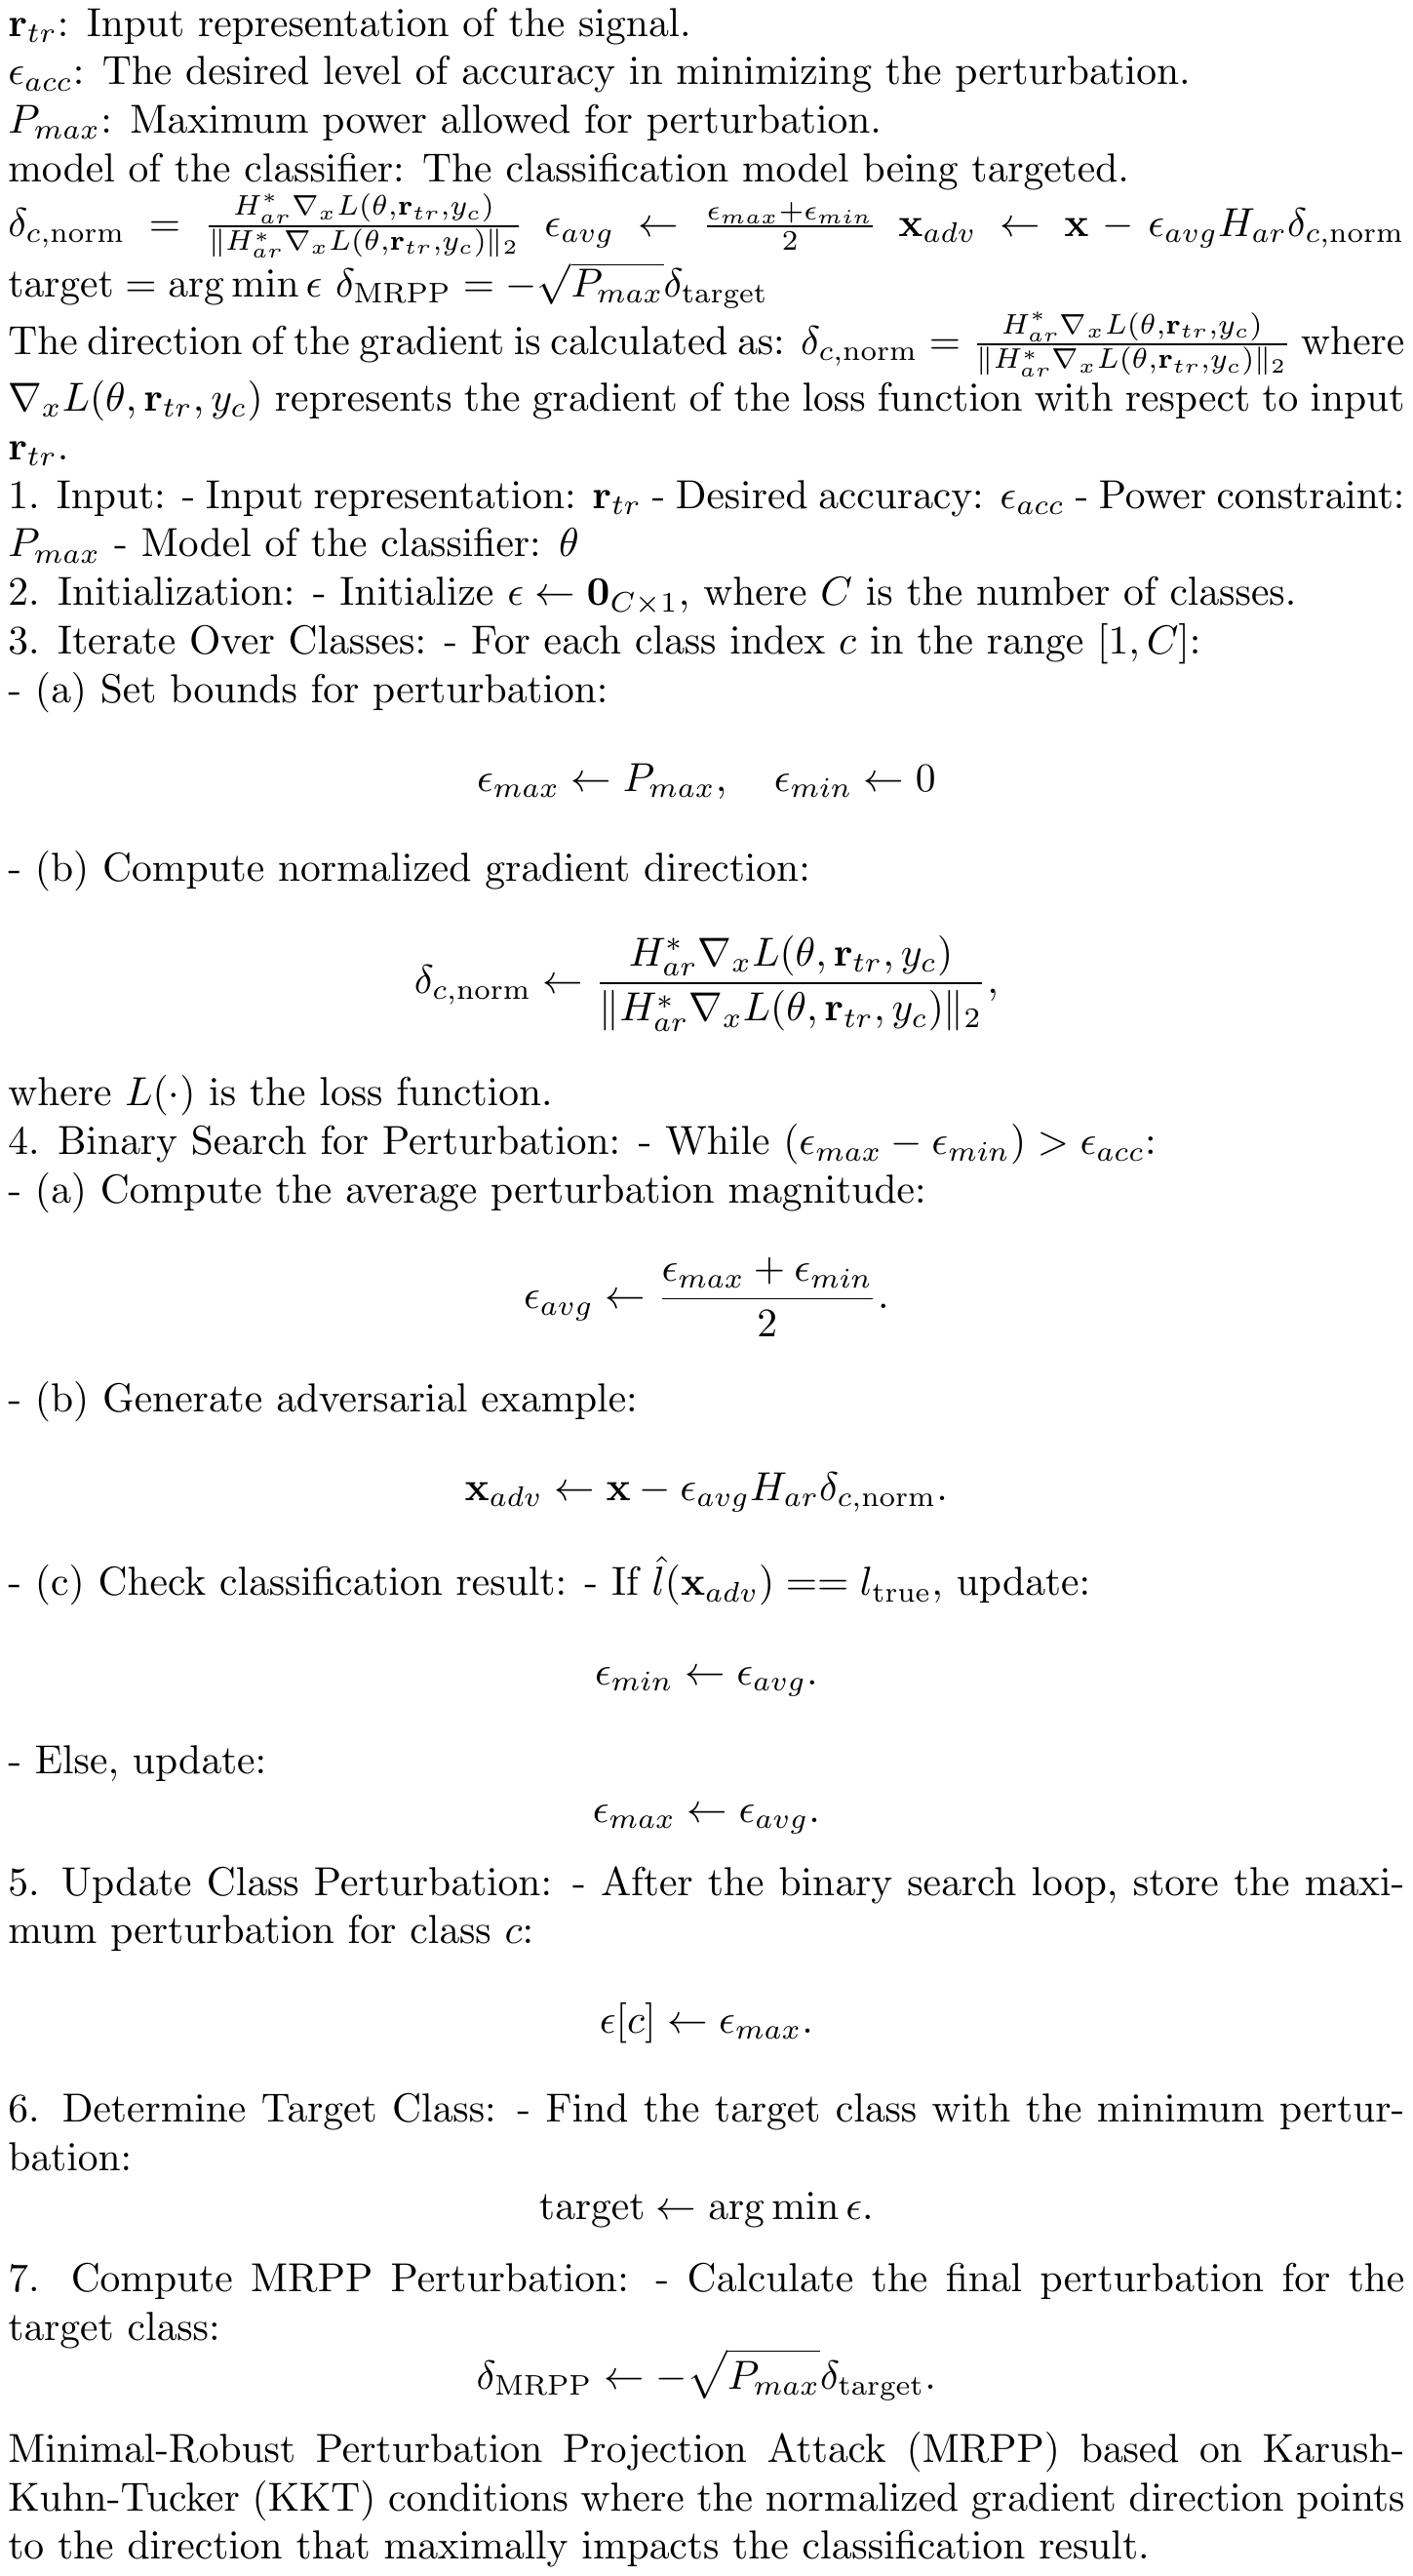 $\mathbf{r}_{tr}$: Input representation of the signal.
$\epsilon_{acc}$: The desired level of accuracy in minimizing the perturbation.
$P_{max}$: Maximum power allowed for perturbation.
model of the classifier: The classification model being targeted.
$\delta_{c,\text{norm}} = \frac{H_{ar}^* \nabla_x L(\theta, \mathbf{r}_{tr}, y_c)}{\|H_{ar}^* \nabla_x L(\theta, \mathbf{r}_{tr}, y_c)\|_2}$ $\epsilon_{avg} \leftarrow \frac{\epsilon_{max} + \epsilon_{min}}{2}$ $\mathbf{x}_{adv} \leftarrow \mathbf{x} - \epsilon_{avg} H_{ar} \delta_{c,\text{norm}}$
target $= \arg\min \epsilon$ $\delta_{\text{MRPP}} = -\sqrt{P_{max}} \delta_{\text{target}}$
The direction of the gradient is calculated as: $\delta_{c,\text{norm}} = \frac{H_{ar}^* \nabla_x L(\theta, \mathbf{r}_{tr}, y_c)}{\|H_{ar}^* \nabla_x L(\theta, \mathbf{r}_{tr}, y_c)\|_2}$ where
$\nabla_x L(\theta, \mathbf{r}_{tr}, y_c)$ represents the gradient of the loss function with respect to input
$\mathbf{r}_{tr}$.
1. Input: - Input representation: $\mathbf{r}_{tr}$ - Desired accuracy: $\epsilon_{acc}$ - Power constraint:
$P_{max}$ - Model of the classifier: $\theta$
2. Initialization: - Initialize $\epsilon \leftarrow \mathbf{0}_{C \times 1}$, where $C$ is the number of classes.
3. Iterate Over Classes: - For each class index $c$ in the range $[1, C]$:
- (a) Set bounds for perturbation:
$\epsilon_{max} \leftarrow P_{max}, \quad \epsilon_{min} \leftarrow 0$
- (b) Compute normalized gradient direction:
$\delta_{c,\text{norm}} \leftarrow \frac{H_{ar}^* \nabla_x L(\theta, \mathbf{r}_{tr}, y_c)}{\|H_{ar}^* \nabla_x L(\theta, \mathbf{r}_{tr}, y_c)\|_2},$
where $L(\cdot)$ is the loss function.
4. Binary Search for Perturbation: - While $(\epsilon_{max} - \epsilon_{min}) > \epsilon_{acc}$:
- (a) Compute the average perturbation magnitude:
$\epsilon_{avg} \leftarrow \frac{\epsilon_{max} + \epsilon_{min}}{2}.$
- (b) Generate adversarial example:
$\mathbf{x}_{adv} \leftarrow \mathbf{x} - \epsilon_{avg} H_{ar} \delta_{c,\text{norm}}.$
- (c) Check classification result: - If $\hat{l}(\mathbf{x}_{adv}) == l_{\text{true}}$, update:
$\epsilon_{min} \leftarrow \epsilon_{avg}.$
- Else, update:
$\epsilon_{max} \leftarrow \epsilon_{avg}.$
5. Update Class Perturbation: - After the binary search loop, store the maxi-
mum perturbation for class $c$:
$\epsilon[c] \leftarrow \epsilon_{max}.$
6. Determine Target Class: - Find the target class with the minimum pertur-
bation:
target $\leftarrow \arg\min \epsilon.$
7. Compute MRPP Perturbation: - Calculate the final perturbation for the
target class:
$\delta_{\text{MRPP}} \leftarrow -\sqrt{P_{max}} \delta_{\text{target}}.$
Minimal-Robust Perturbation Projection Attack (MRPP) based on Karush-
Kuhn-Tucker (KKT) conditions where the normalized gradient direction points
to the direction that maximally impacts the classification result.